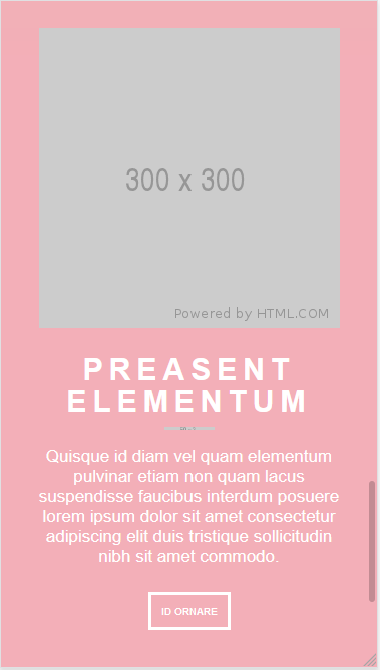 300 x 300
Powered by HTML.COM
PREASENT
ELEMENTUM
Quisque id diam vel quam elementum
pulvinar etiam non quam lacus
suspendisse faucibus interdum posuere
lorem ipsum dolor sit amet consectetur
adipiscing elit duis tristique sollicitudin
nibh sit amet commodo.
ID ORNARE